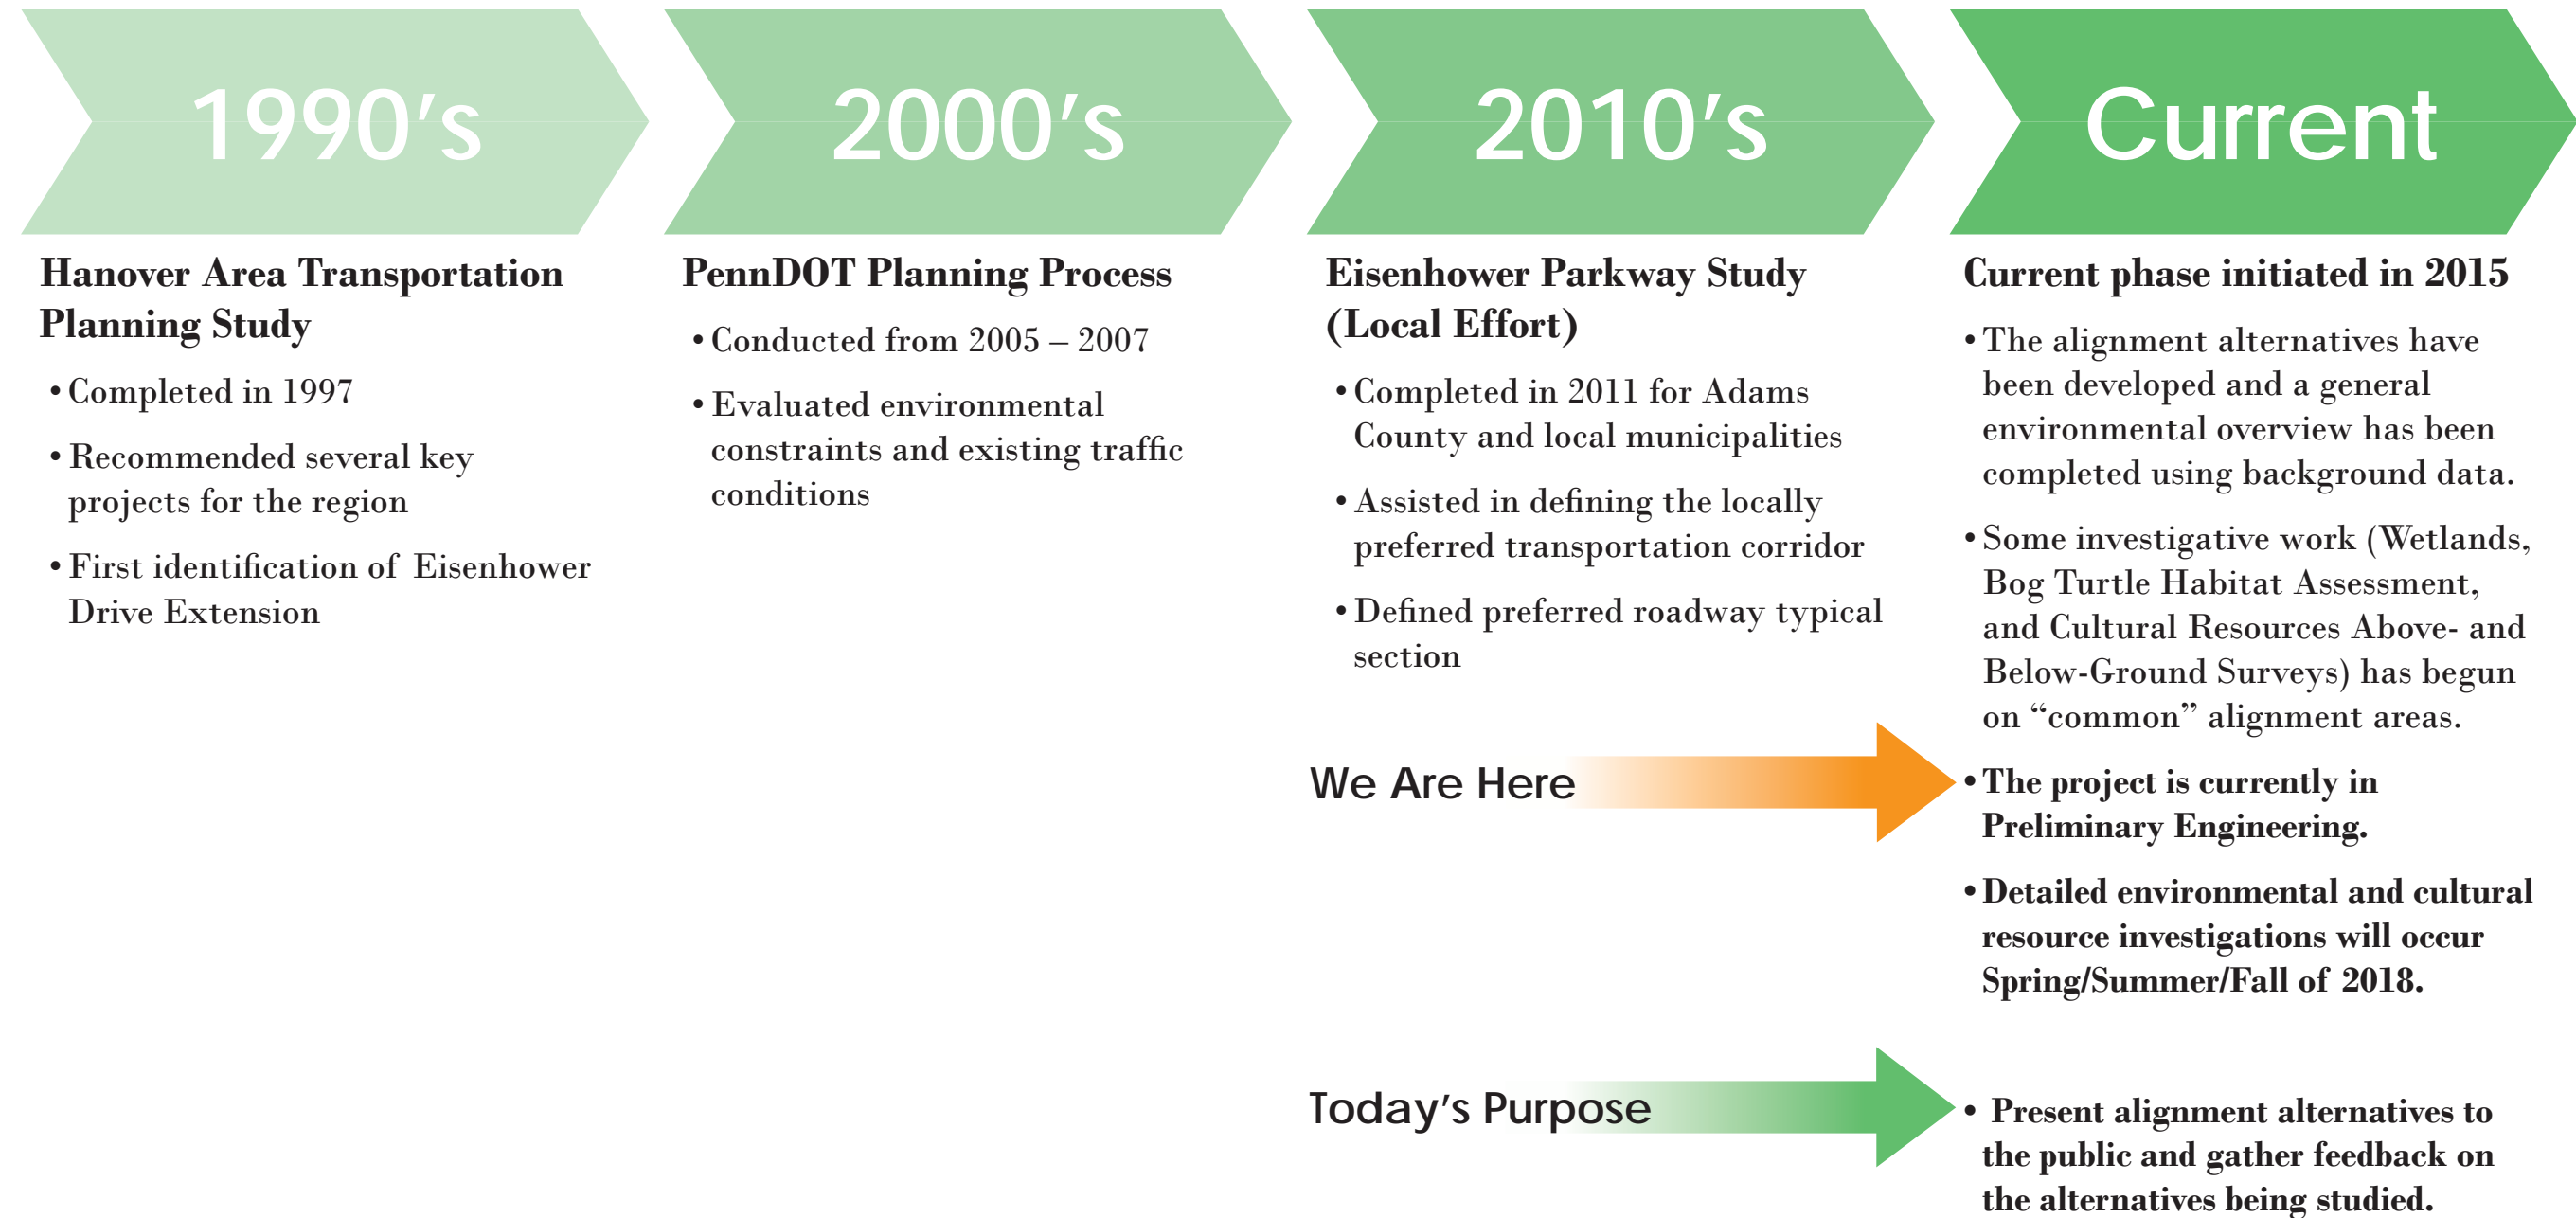 1990's
Hanover Area Transportation
Planning Study
• Completed in 1997
• Recommended several key
projects for the region
• First identification of Eisenhower
Drive Extension
2000's
PennDOT Planning Process
• Conducted from 2005 – 2007
• Evaluated environmental
constraints and existing traffic
conditions
2010's
Eisenhower Parkway Study
(Local Effort)
• Completed in 2011 for Adams
County and local municipalities
• Assisted in defining the locally
preferred transportation corridor
• Defined preferred roadway typical
section
Current
Current phase initiated in 2015
• The alignment alternatives have
been developed and a general
environmental overview has been
completed using background data.
• Some investigative work (Wetlands,
Bog Turtle Habitat Assessment,
and Cultural Resources Above- and
Below-Ground Surveys) has begun
on “common” alignment areas.
We Are Here
• The project is currently in
Preliminary Engineering.
• Detailed environmental and cultural
resource investigations will occur
Spring/Summer/Fall of 2018.
Today's Purpose
• Present alignment alternatives to
the public and gather feedback on
the alternatives being studied.